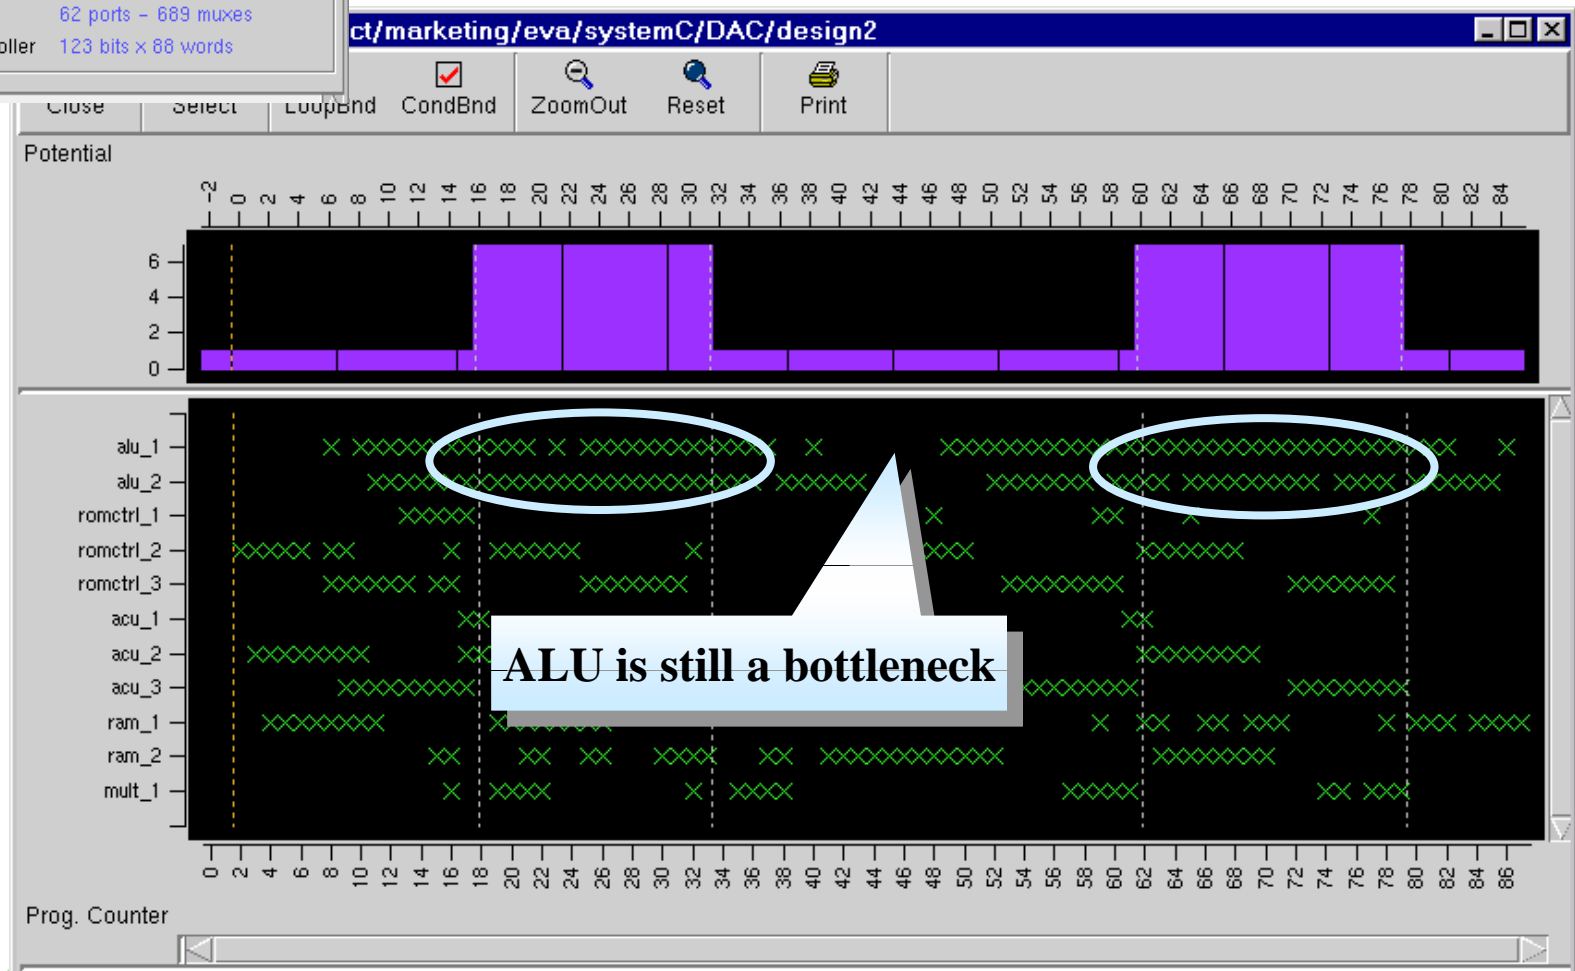 62 ports – 689 muxes
oller 123 bits x 88 words
ct/marketing/eva/systemC/DAC/design2
Close Select LoopBnd CondBnd ZoomOut Reset Print
Potential
-2 0 2 4 6 8 10 12 14 16 18 20 22 24 26 28 30 32 34 36 38 40 42 44 46 48 50 52 54 56 58 60 62 64 66 68 70 72 74 76 78 80 82 84
6
4
2
0
alu_1
alu_2
romctrl_1
romctrl_2
romctrl_3
acu_1
acu_2
ALU is still a bottleneck
acu_3
ram_1
ram_2
mult_1
0 2 4 6 8 10 12 14 16 18 20 22 24 26 28 30 32 34 36 38 40 42 44 46 48 50 52 54 56 58 60 62 64 66 68 70 72 74 76 78 80 82 84 86
Prog. Counter